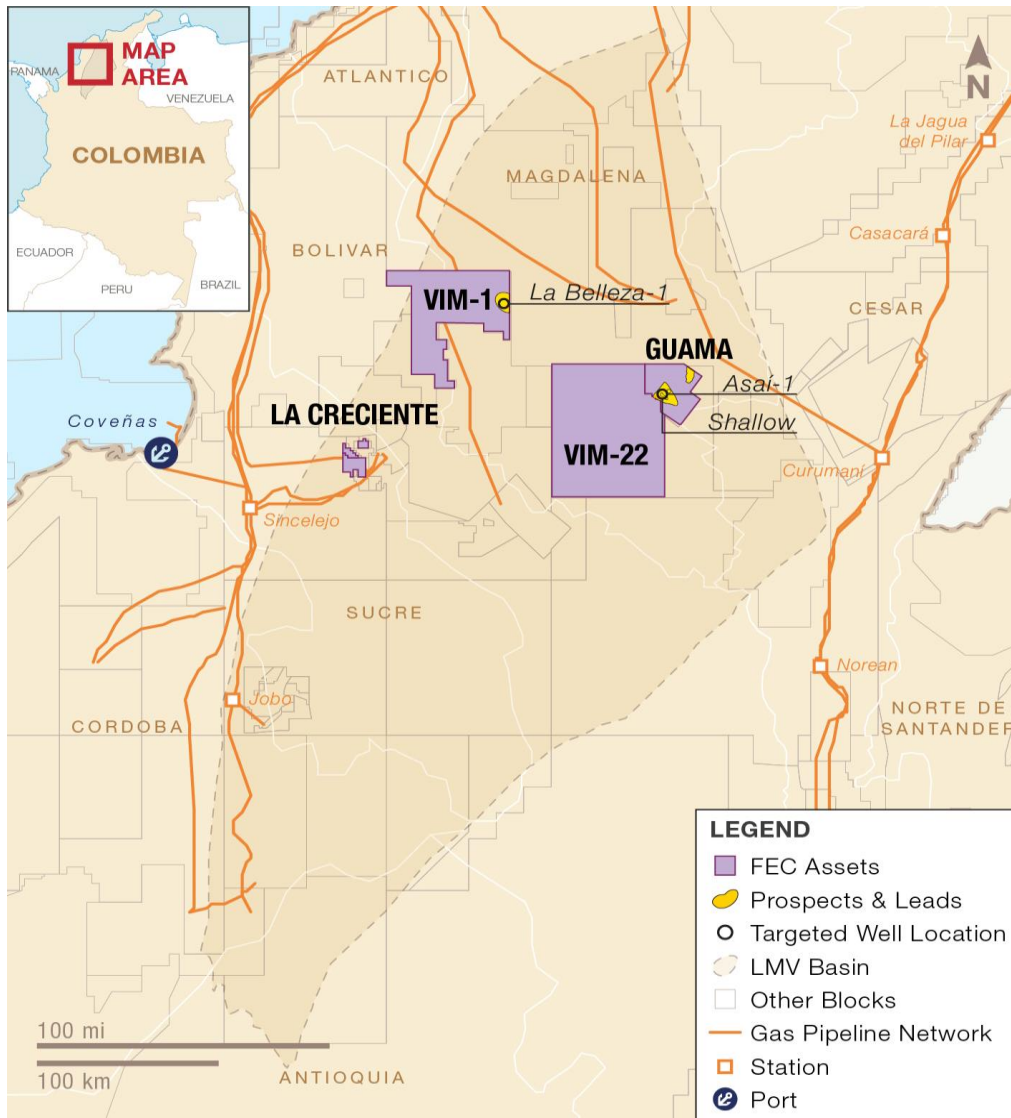 MAP
AREA
PANAMA
VENEZUELA
COLOMBIA
ECUADOR
PERU
BRAZIL
N
ATLANTICO
La Jagua
del Pilar
MAGDALENA
Casacará
BOLIVAR
VIM-1
La Belleza-1
CESAR
GUAMA
Asaí-1
LA CRECIENTE
Shallow
Coveñas
VIM-22
Curumaní
Sincelejo
SUCRE
Norean
Jobo
CORDOBA
NORTE DE
SANTANDER
LEGEND
FEC Assets
Prospects & Leads
Targeted Well Location
LMV Basin
Other Blocks
Gas Pipeline Network
Station
Port
100 mi
100 km
ANTIOQUIA